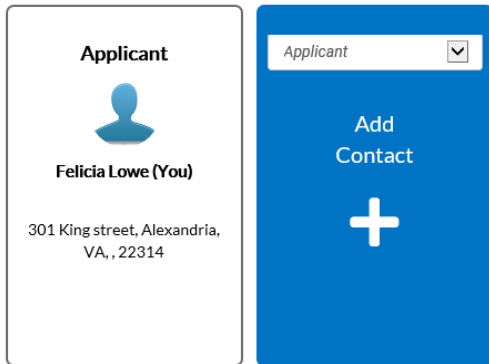 Applicant
Felicia Lowe (You)
301 King street, Alexandria,
VA, , 22314
Applicant
Add
Contact